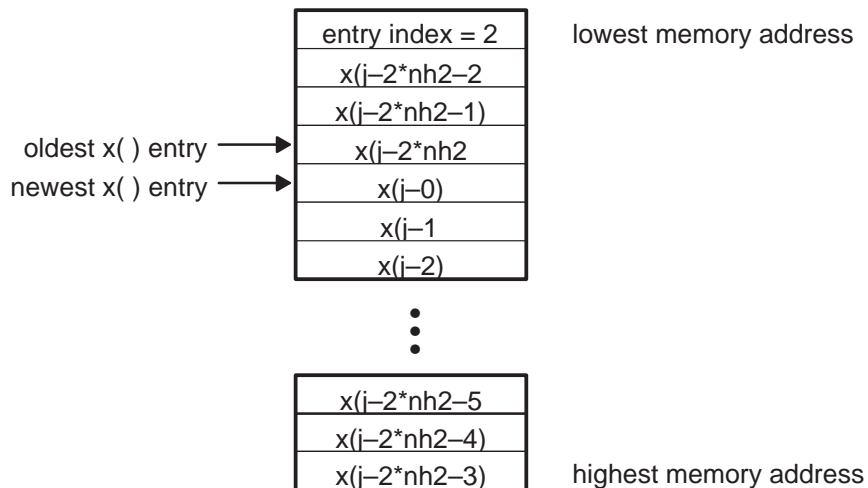 entry index = 2 lowest memory address
x(j–2*nh2–2
x(j–2*nh2–1)
oldest x( ) entry x(j–2*nh2
newest x( ) entry x(j–0)
x(j–1
x(j–2)
x(j–2*nh2–5
x(j–2*nh2–4)
x(j–2*nh2–3) highest memory address